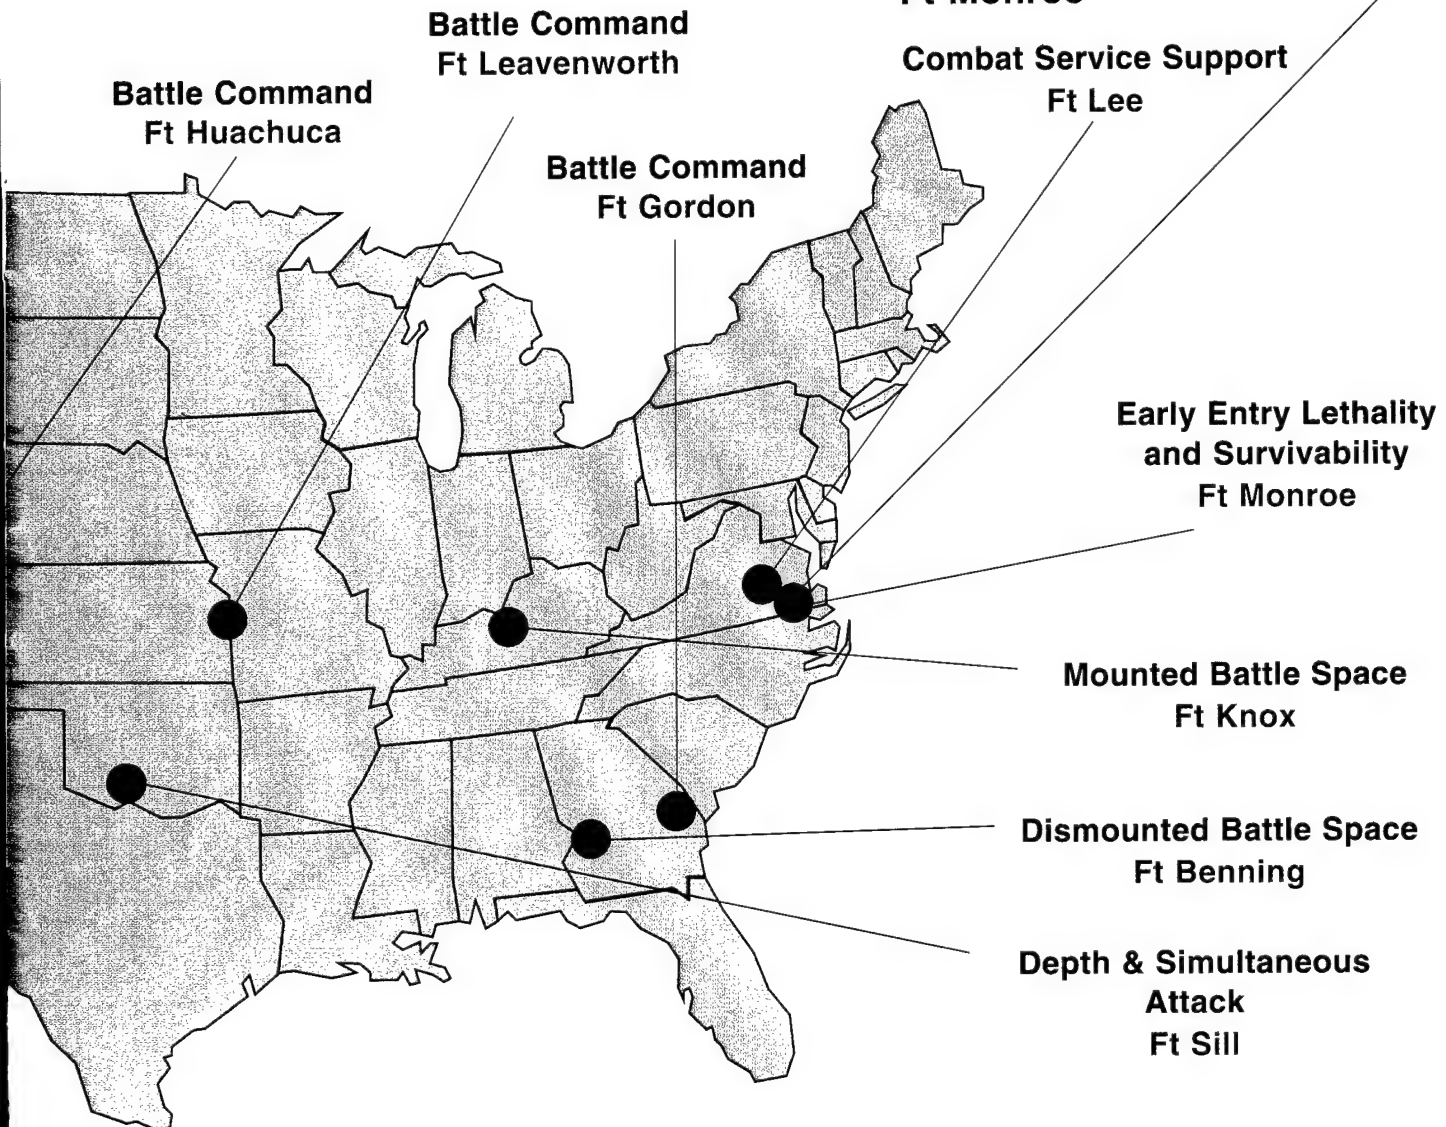 Ft Monroe
Battle Command
Ft Leavenworth
Combat Service Support
Ft Lee
Battle Command
Ft Huachuca
Battle Command
Ft Gordon
Early Entry Lethality
and Survivability
Ft Monroe
Mounted Battle Space
Ft Knox
Dismounted Battle Space
Ft Benning
Depth & Simultaneous
Attack
Ft Sill